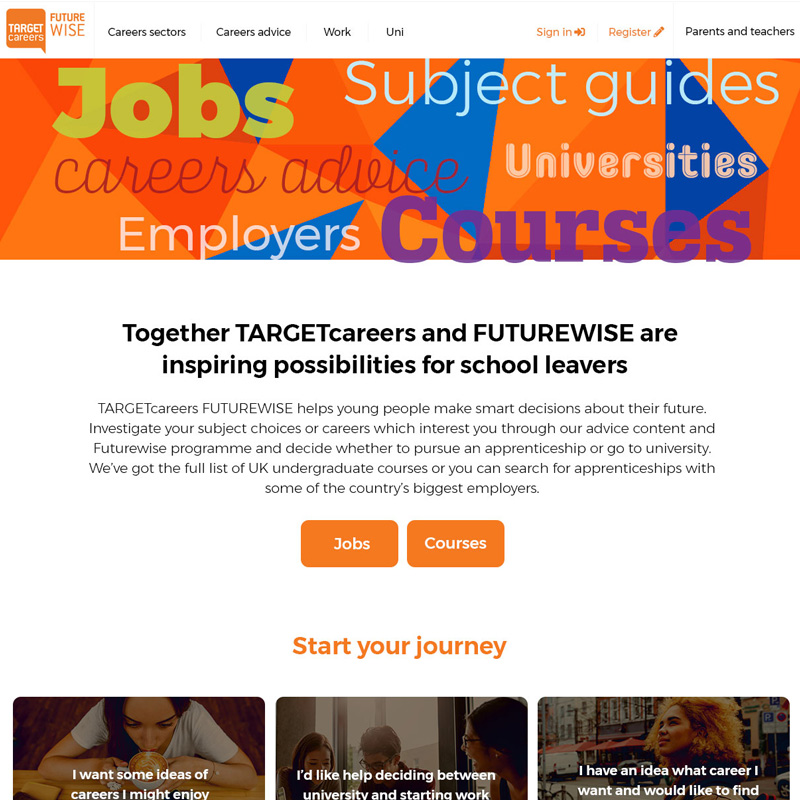 TARGET
careers
FUTURE
WISE
Careers sectors
Careers advice
Work
Uni
Sign in
Register
Parents and teachers
Jobs
Subject guides
careers advice
Universities
Employers
Courses
Together TARGETcareers and FUTUREWISE are
inspiring possibilities for school leavers
TARGETcareers FUTUREWISE helps young people make smart decisions about their future.
Investigate your subject choices or careers which interest you through our advice content and
Futurewise programme and decide whether to pursue an apprenticeship or go to university.
We've got the full list of UK undergraduate courses or you can search for apprenticeships with
some of the country's biggest employers.
Jobs
Courses
Start your journey
I want some ideas of
careers I might enjoy
I'd like help deciding between
university and starting work
I have an idea what career I
want and would like to find